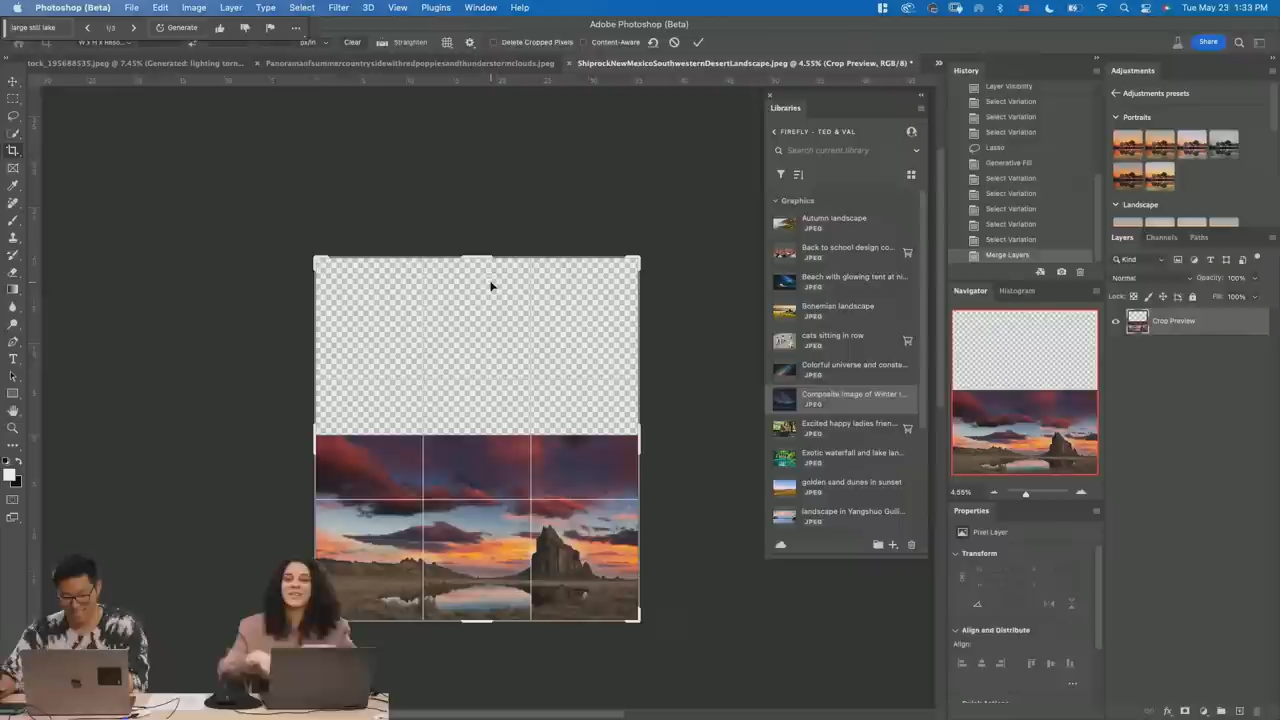 Photoshop (Beta) File Edit Image Layer Type Select Filter 3D View Plugins Window Help
Tue May 23 1:33 PM
large still lake
1/3
Generate
Adobe Photoshop (Beta)
W x H x Reso...
Clear
Straighten
Delete Cropped Pixels
Content-Aware
Share
tock_195688535.jpeg @ 7.45% (Generated: lighting torn...
Panoramaofsummercountrysidewithredpoppiesandthunderstormclouds.jpeg
ShiprockNewMexicoSouthwesternDesertLandscape.jpeg @ 4.55% (Crop Preview, RGB/8) *
Libraries
FIREFLY - TED & VAL
Search current library
Graphics
Autumn landscape
JPEG
Back to school design co...
JPEG
Beach with glowing tent at ni...
JPEG
Bohemian landscape
JPEG
cats sitting in row
JPEG
Colorful universe and conste...
JPEG
Composite image of Winter t...
JPEG
Excited happy ladies frien...
JPEG
Exotic waterfall and lake lan...
JPEG
golden sand dunes in sunset
JPEG
landscape in Yangshuo Guili...
JPEG
History
Layer Visibility
Select Variation
Select Variation
Select Variation
Lasso
Generative Fill
Select Variation
Select Variation
Select Variation
Select Variation
Select Variation
Merge Layers
Navigator
Histogram
4.55%
Properties
Pixel Layer
Transform
Align and Distribute
Align:
Adjustments
Adjustments presets
Portraits
Landscape
Layers
Channels
Paths
Kind
Normal
Opacity: 100%
Lock:
Fill: 100%
Crop Preview